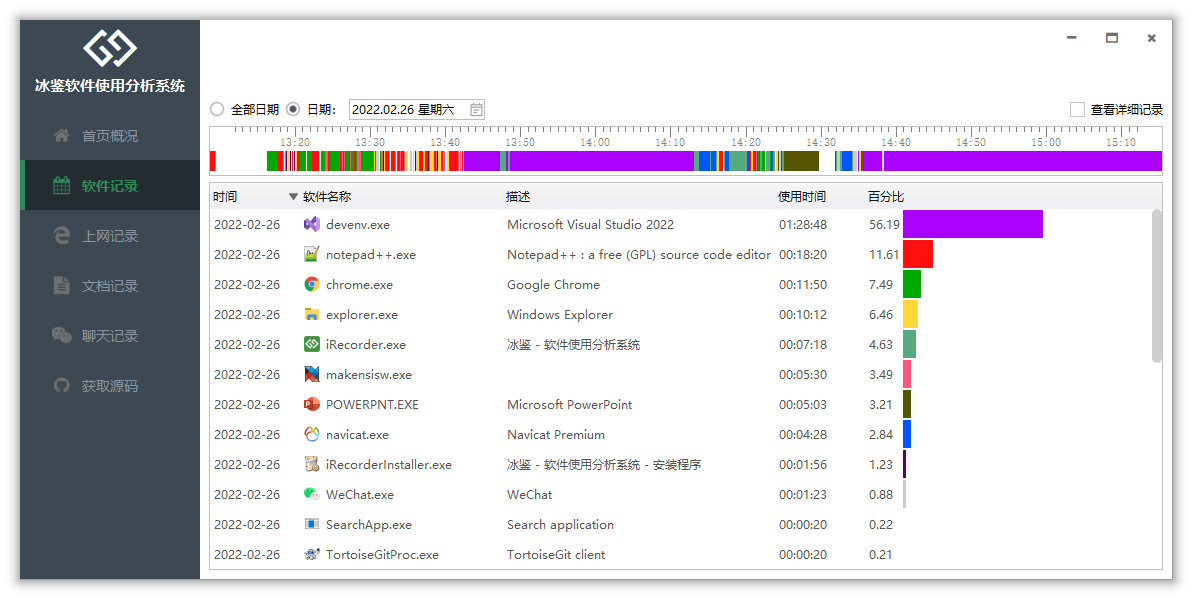 冰鉴软件使用分析系统
首页概况
软件记录
上网记录
文档记录
聊天记录
获取源码
全部日期 日期: 2022.02.26 星期六 查看详细记录
13:20 13:30 13:40 13:50 14:00 14:10 14:20 14:30 14:40 14:50 15:00 15:10
时间 软件名称 描述 使用时间 百分比
2022-02-26 devenv.exe Microsoft Visual Studio 2022 01:28:48 56.19
2022-02-26 notepad++.exe Notepad++ : a free (GPL) source code editor 00:18:20 11.61
2022-02-26 chrome.exe Google Chrome 00:11:50 7.49
2022-02-26 explorer.exe Windows Explorer 00:10:12 6.46
2022-02-26 iRecorder.exe 冰鉴 - 软件使用分析系统 00:07:18 4.63
2022-02-26 makensisw.exe 00:05:30 3.49
2022-02-26 POWERPNT.EXE Microsoft PowerPoint 00:05:03 3.21
2022-02-26 navicat.exe Navicat Premium 00:04:28 2.84
2022-02-26 iRecorderInstaller.exe 冰鉴 - 软件使用分析系统 - 安装程序 00:01:56 1.23
2022-02-26 WeChat.exe WeChat 00:01:23 0.88
2022-02-26 SearchApp.exe Search application 00:00:20 0.22
2022-02-26 TortoiseGitProc.exe TortoiseGit client 00:00:20 0.21